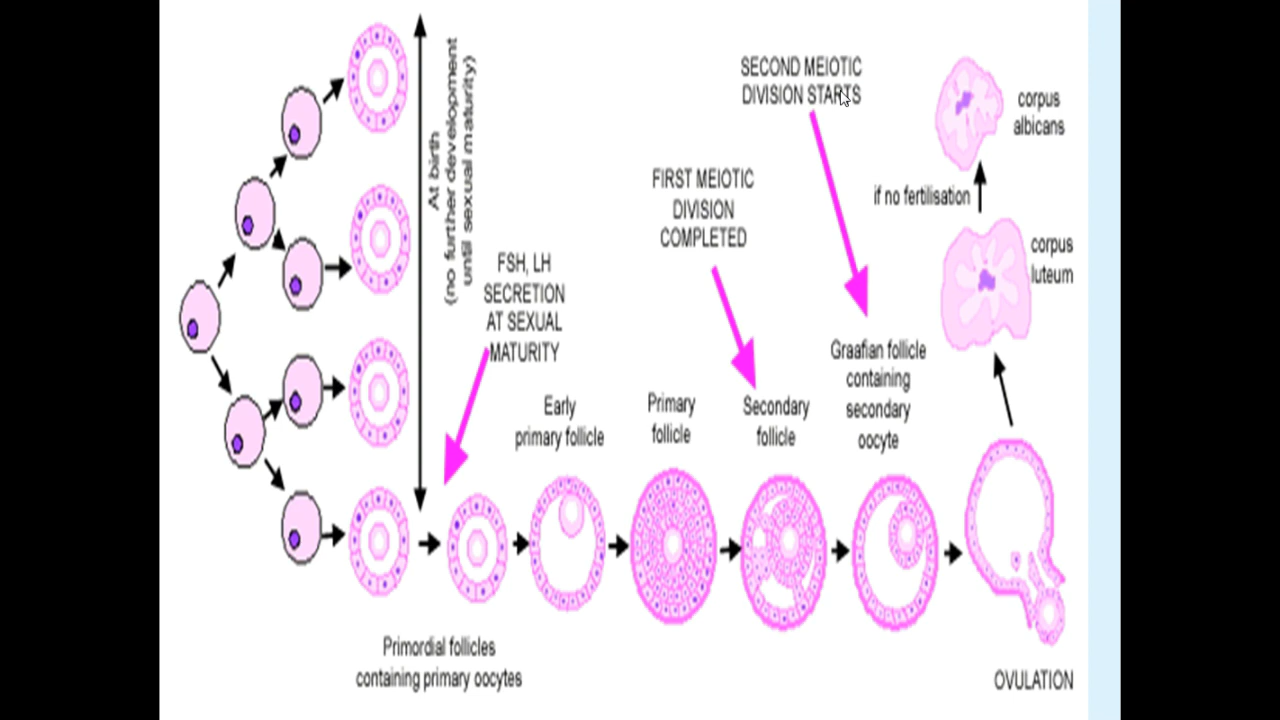 At birth
(no further development
until sexual maturity)
FSH, LH
SECRETION
AT SEXUAL
MATURITY
Primordial follicles
containing primary oocytes
Early
primary follicle
Primary
follicle
FIRST MEIOTIC
DIVISION
COMPLETED
Secondary
follicle
SECOND MEIOTIC
DIVISION STARTS
Graafian follicle
containing
secondary
oocyte
OVULATION
corpus
luteum
if no fertilisation
corpus
albicans